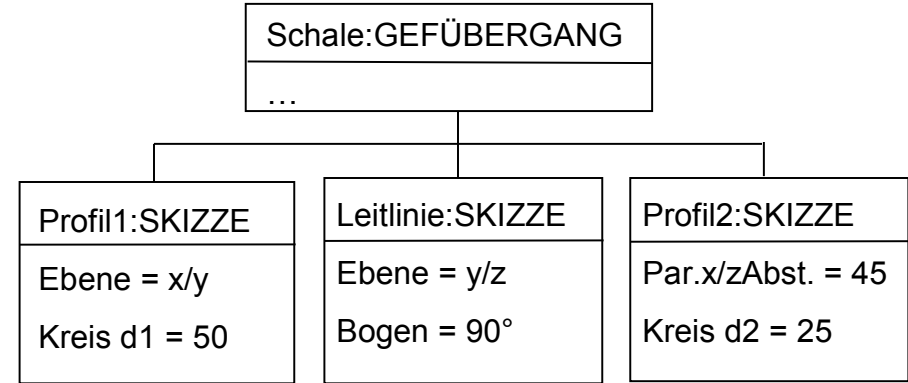 Schale:GEFÜBERGANG
…
Profil1:SKIZZE
Ebene = x/y
Kreis d1 = 50
Leitlinie:SKIZZE
Ebene = y/z
Bogen = 90°
Profil2:SKIZZE
Par.x/zAbst. = 45
Kreis d2 = 25